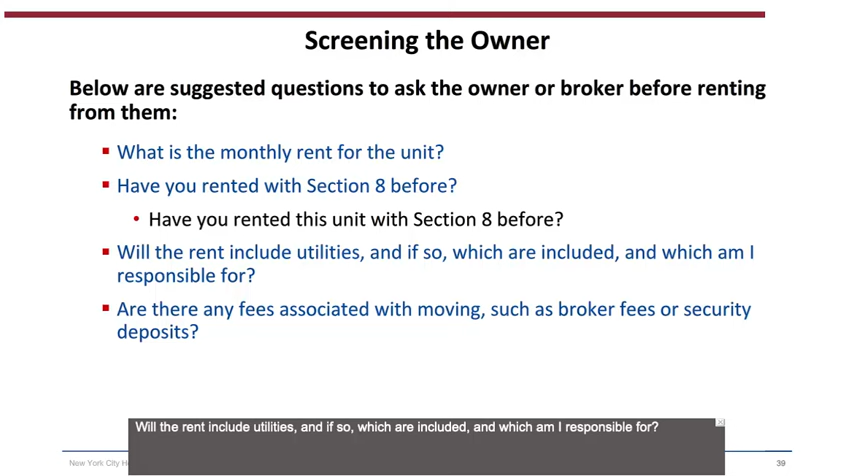 Screening the Owner
Below are suggested questions to ask the owner or broker before renting
from them:
What is the monthly rent for the unit?
Have you rented with Section 8 before?
Have you rented this unit with Section 8 before?
Will the rent include utilities, and if so, which are included, and which am I
responsible for?
Are there any fees associated with moving, such as broker fees or security
deposits?
Will the rent include utilities, and if so, which are included, and which am I responsible for?
New York City
39